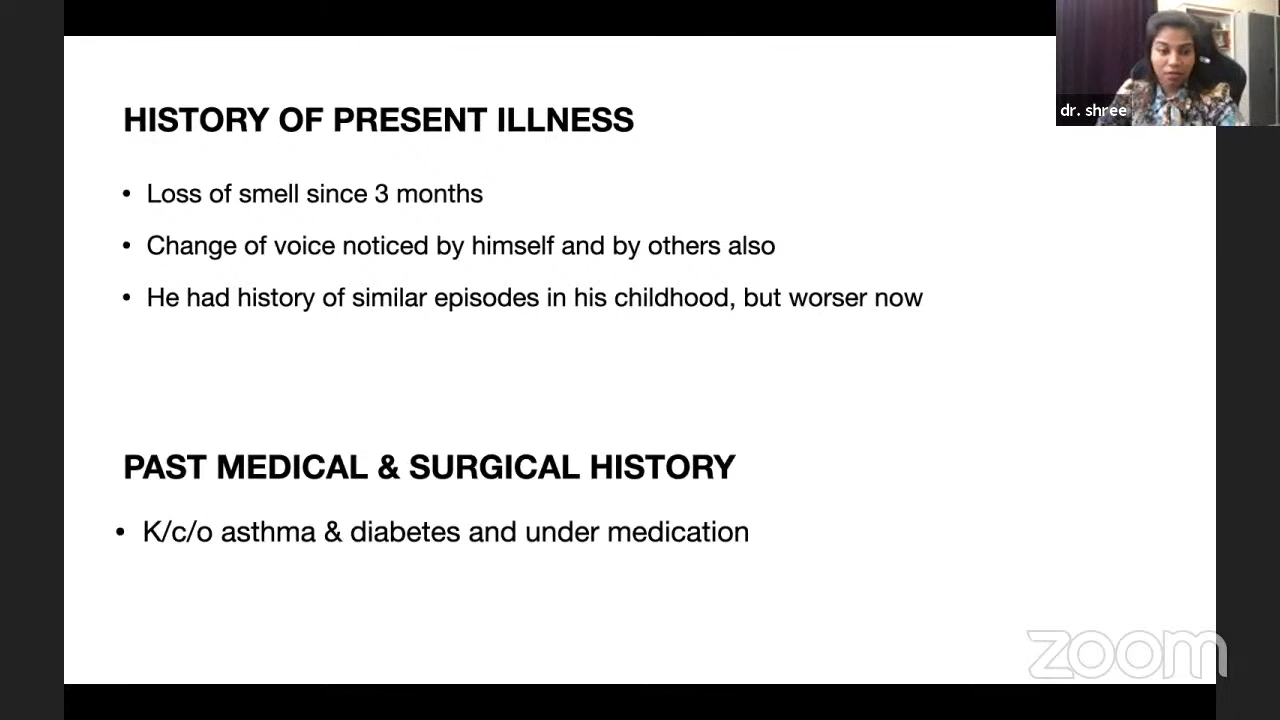 dr. shree
HISTORY OF PRESENT ILLNESS
• Loss of smell since 3 months
• Change of voice noticed by himself and by others also
• He had history of similar episodes in his childhood, but worser now
PAST MEDICAL & SURGICAL HISTORY
• K/c/o asthma & diabetes and under medication
zoom